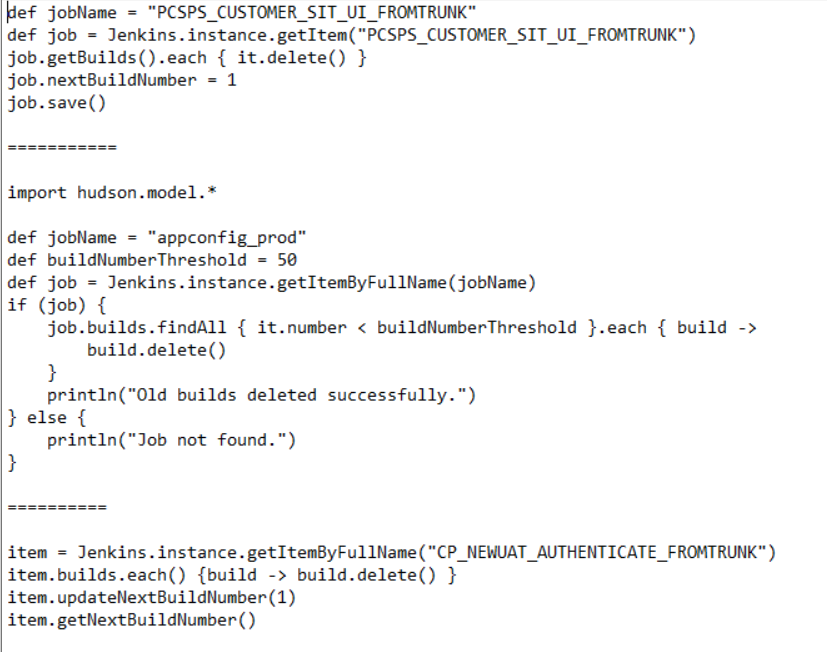 def jobName = "PCSPS_CUSTOMER_SIT_UI_FROMTRUNK"
def job = Jenkins.instance.getItem("PCSPS_CUSTOMER_SIT_UI_FROMTRUNK")
job.getBuilds().each { it.delete() }
job.nextBuildNumber = 1
job.save()

===========

import hudson.model.*

def jobName = "appconfig_prod"
def buildNumberThreshold = 50
def job = Jenkins.instance.getItemByFullName(jobName)
if (job) {
    job.builds.findAll { it.number < buildNumberThreshold }.each { build ->
        build.delete()
    }
    println("Old builds deleted successfully.")
} else {
    println("Job not found.")
}

==========

item = Jenkins.instance.getItemByFullName("CP_NEWUAT_AUTHENTICATE_FROMTRUNK")
item.builds.each() {build -> build.delete() }
item.updateNextBuildNumber(1)
item.getNextBuildNumber()